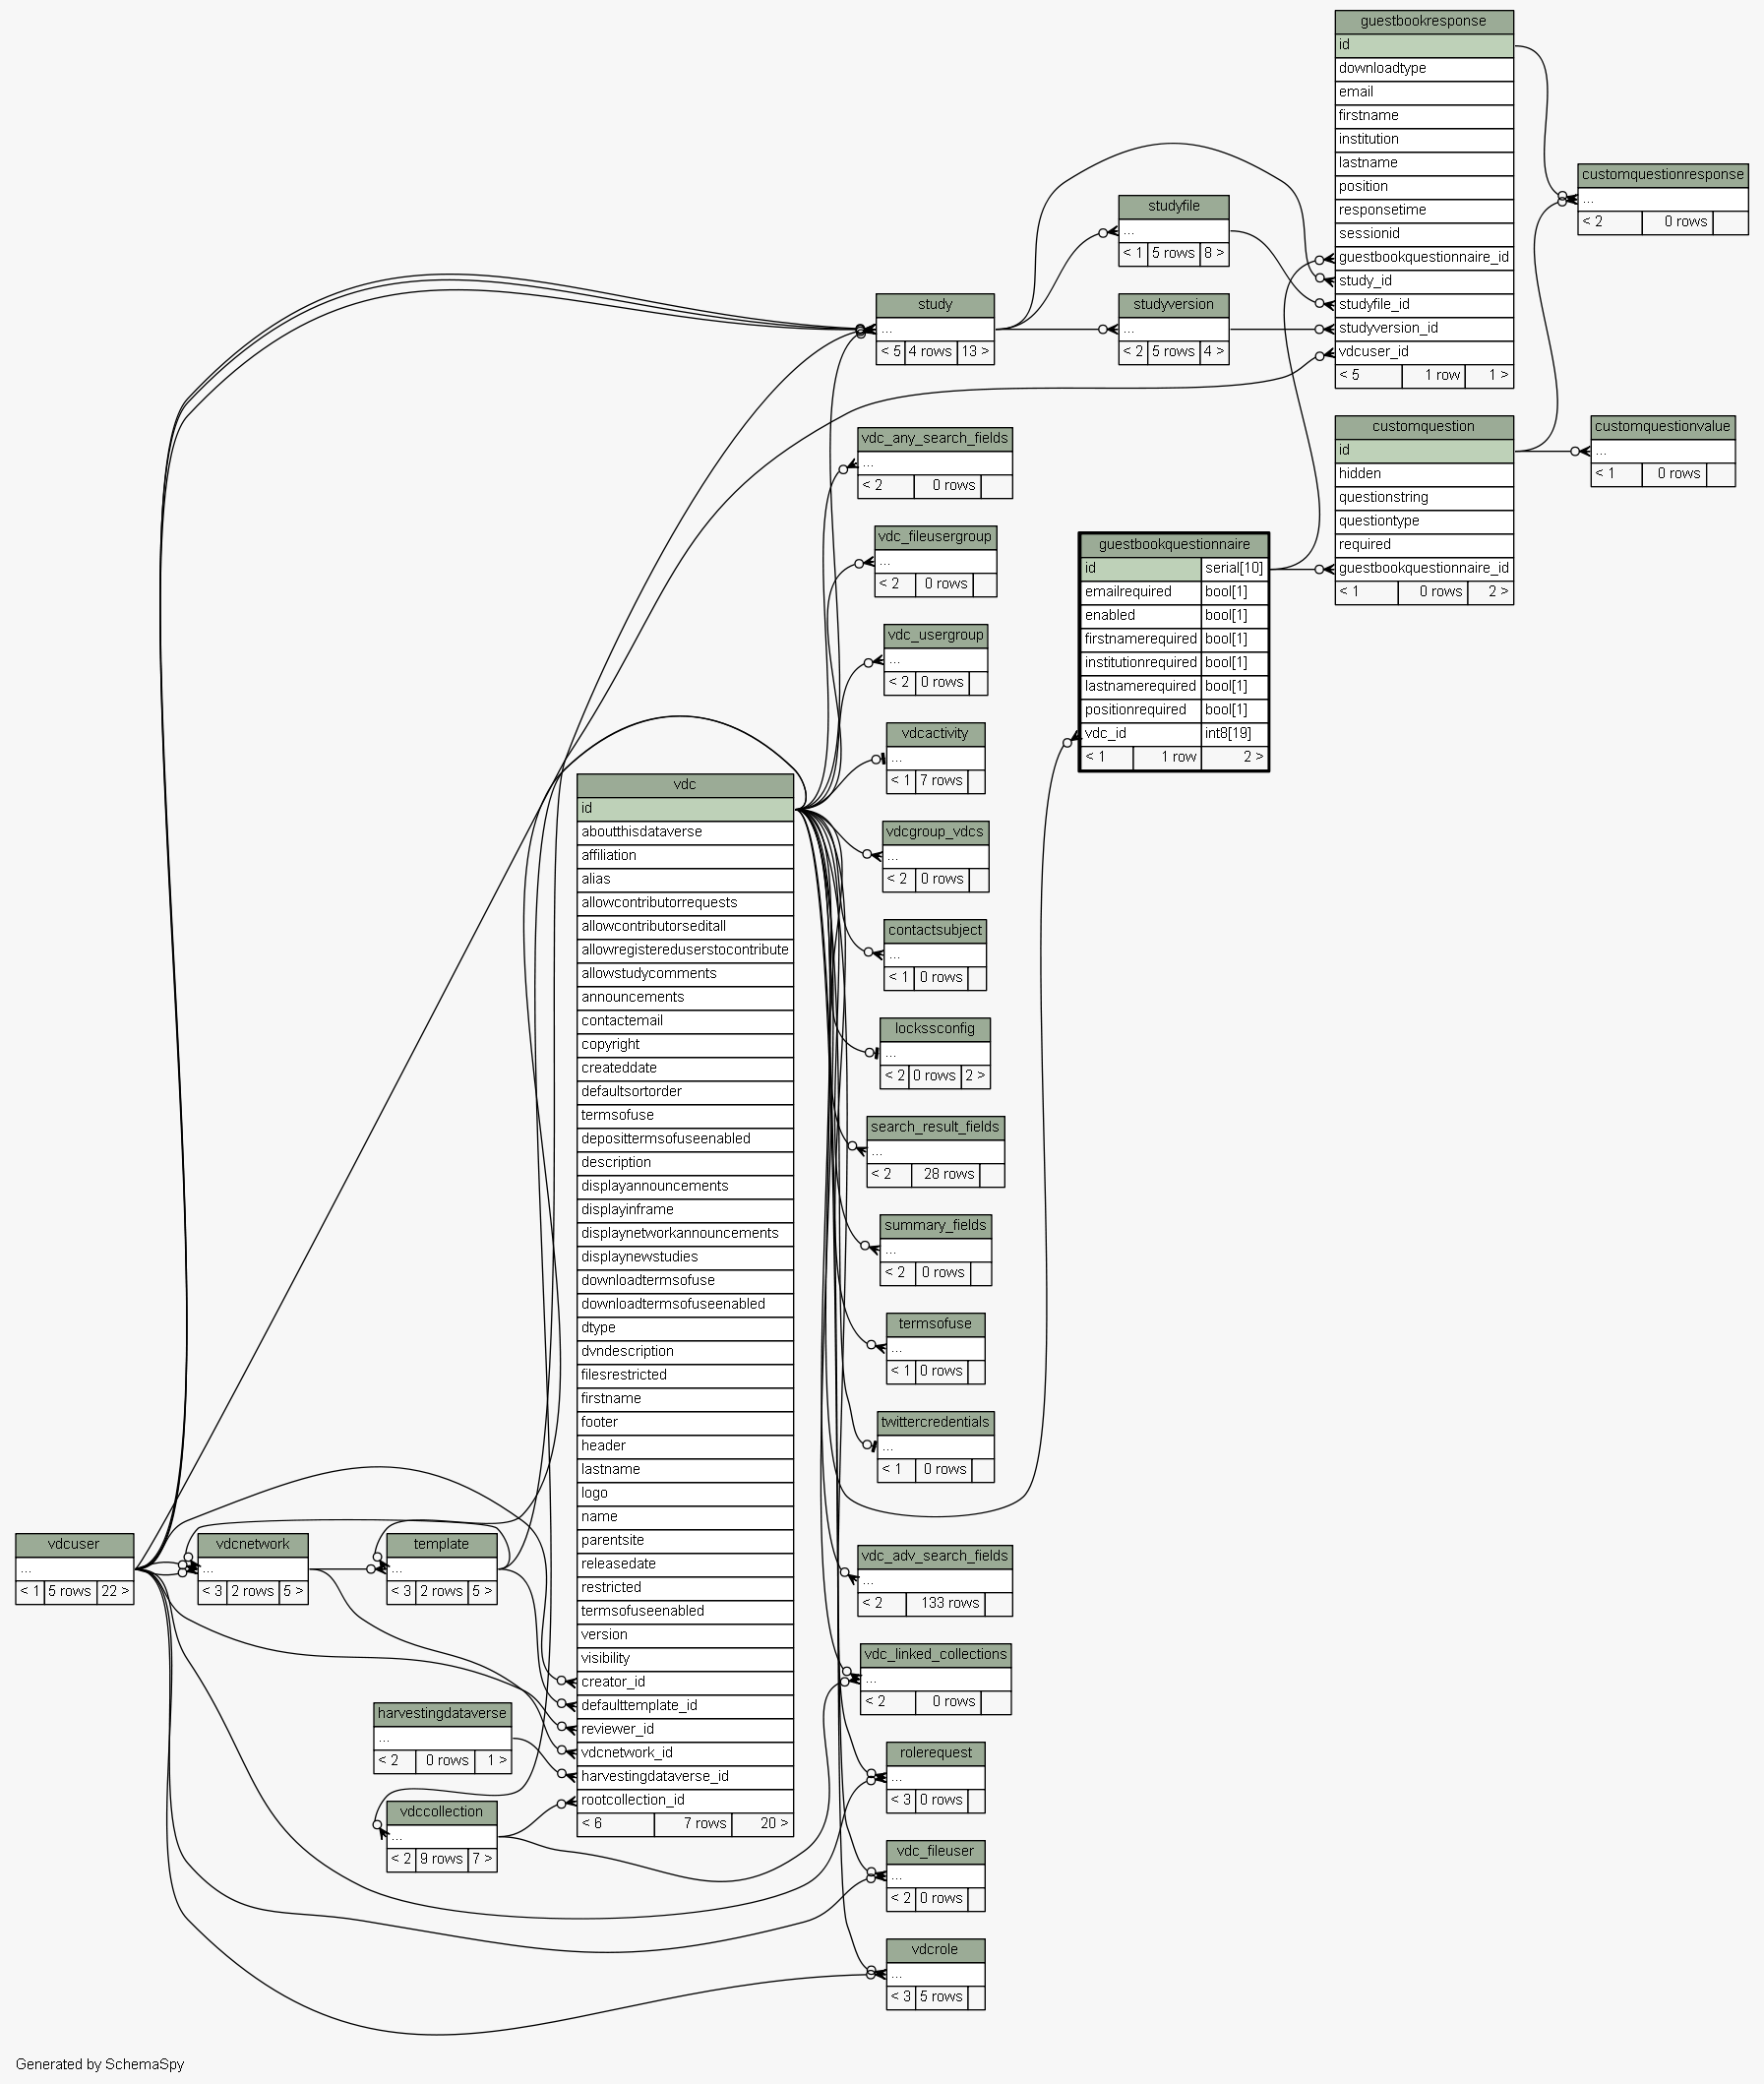 guestbookresponse
id
downloadtype
email
firstname
institution
lastname
position
responsetime
sessionid
guestbookquestionnaire_id
study_id
studyfile_id
studyversion_id
vdcuser_id
< 5 1 row 1 >
customquestionresponse
...
< 2 0 rows
studyfile
...
< 1 5 rows 8 >
study
...
< 5 4 rows 13 >
studyversion
...
< 2 5 rows 4 >
customquestion
id
hidden
questionstring
questiontype
required
guestbookquestionnaire_id
< 1 0 rows 2 >
customquestionvalue
...
< 1 0 rows
vdc_any_search_fields
...
< 2 0 rows
vdc_fileusergroup
...
< 2 0 rows
guestbookquestionnaire
id serial[10]
emailrequired bool[1]
enabled bool[1]
firstnamerequired bool[1]
institutionrequired bool[1]
lastnamerequired bool[1]
positionrequired bool[1]
vdc_id int8[19]
< 1 1 row 2 >
vdc_usergroup
...
< 2 0 rows
vdcactivity
...
< 1 7 rows
vdc
id
aboutthisdataverse
affiliation
alias
allowcontributorrequests
allowcontributorseditall
allowregistereduserstocontribute
allowstudycomments
announcements
contactemail
copyright
createddate
defaultsortorder
termsofuse
deposittermsofuseenabled
description
displayannouncements
displayinframe
displaynetworkannouncements
displaynewstudies
downloadtermsofuse
downloadtermsofuseenabled
dtype
dvndescription
filesrestricted
firstname
footer
header
lastname
logo
name
parentsite
releasedate
restricted
termsofuseenabled
version
visibility
creator_id
defaulttemplate_id
reviewer_id
vdcnetwork_id
harvestingdataverse_id
rootcollection_id
< 6 7 rows 20 >
vdcgroup_vdcs
...
< 2 0 rows
contactsubject
...
< 1 0 rows
lockssconfig
...
< 2 0 rows 2 >
search_result_fields
...
< 2 28 rows
summary_fields
...
< 2 0 rows
termsofuse
...
< 1 0 rows
twittercredentials
...
< 1 0 rows
vdcuser
...
< 1 5 rows 22 >
vdcnetwork
...
< 3 2 rows 5 >
template
...
< 3 2 rows 5 >
vdc_adv_search_fields
...
< 2 133 rows
vdc_linked_collections
...
< 2 0 rows
harvestingdataverse
...
< 2 0 rows 1 >
rolerequest
...
< 3 0 rows
vdccollection
...
< 2 9 rows 7 >
vdc_fileuser
...
< 2 0 rows
vdcrole
...
< 3 5 rows
Generated by SchemaSpy